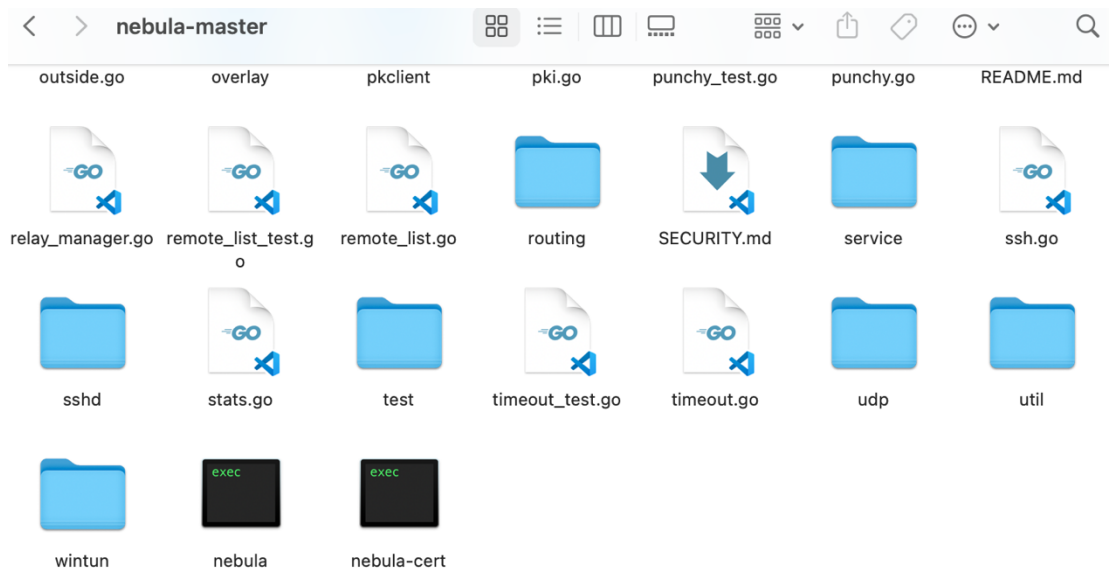 nebula-master
outside.go
overlay
pkclient
pki.go
punchy_test.go
punchy.go
README.md
GO
GO
GO
GO
relay_manager.go
remote_list_test.g
o
remote_list.go
routing
SECURITY.md
service
ssh.go
GO
GO
GO
sshd
stats.go
test
timeout_test.go
timeout.go
udp
util
exec
exec
wintun
nebula
nebula-cert